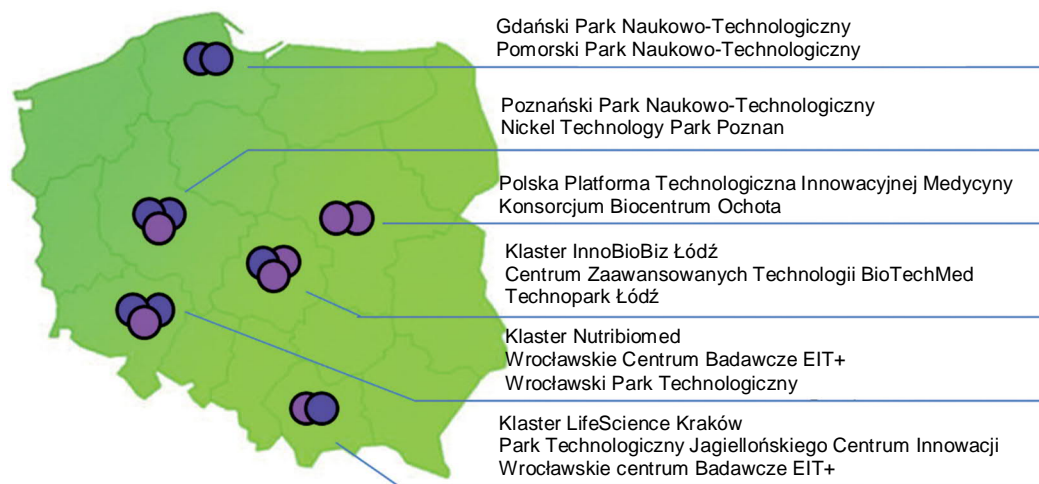 Gdański Park Naukowo-Technologiczny
Pomorski Park Naukowo-Technologiczny
Poznański Park Naukowo-Technologiczny
Nickel Technology Park Poznan
Polska Platforma Technologiczna Innowacyjnej Medycyny
Konsorcjum Biocentrum Ochota
Klaster InnoBioBiz Łódź
Centrum Zaawansowanych Technologii BioTechMed
Technopark Łódź
Klaster Nutribiomed
Wrocławskie Centrum Badawcze EIT+
Wrocławski Park Technologiczny
Klaster LifeScience Kraków
Park Technologiczny Jagiellońskiego Centrum Innowacji
Wrocławskie centrum Badawcze EIT+